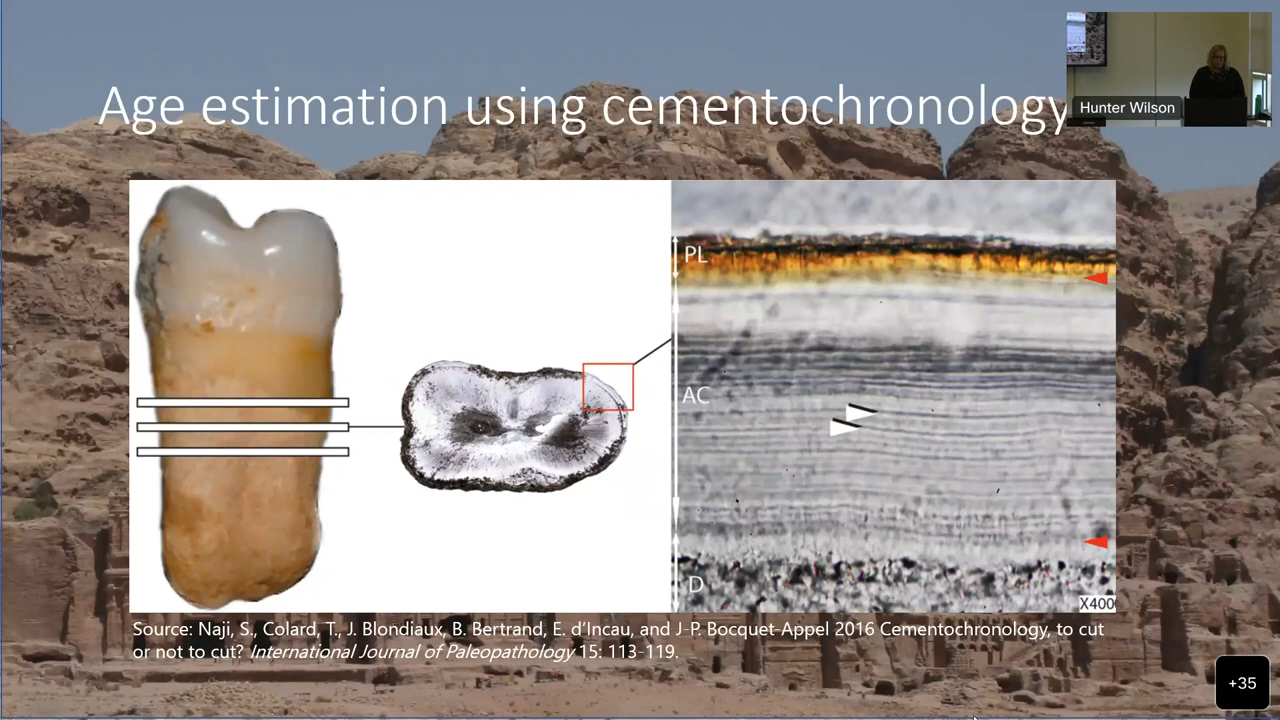 Age estimation using cementochronology
Hunter Wilson
PL
AC
D
X400
Source: Naji, S., Colard, T., J. Blondiaux, B. Bertrand, E. d'Incau, and J-P. Bocquet-Appel 2016 Cementochronology, to cut
or not to cut? International Journal of Paleopathology 15: 113-119.
+35